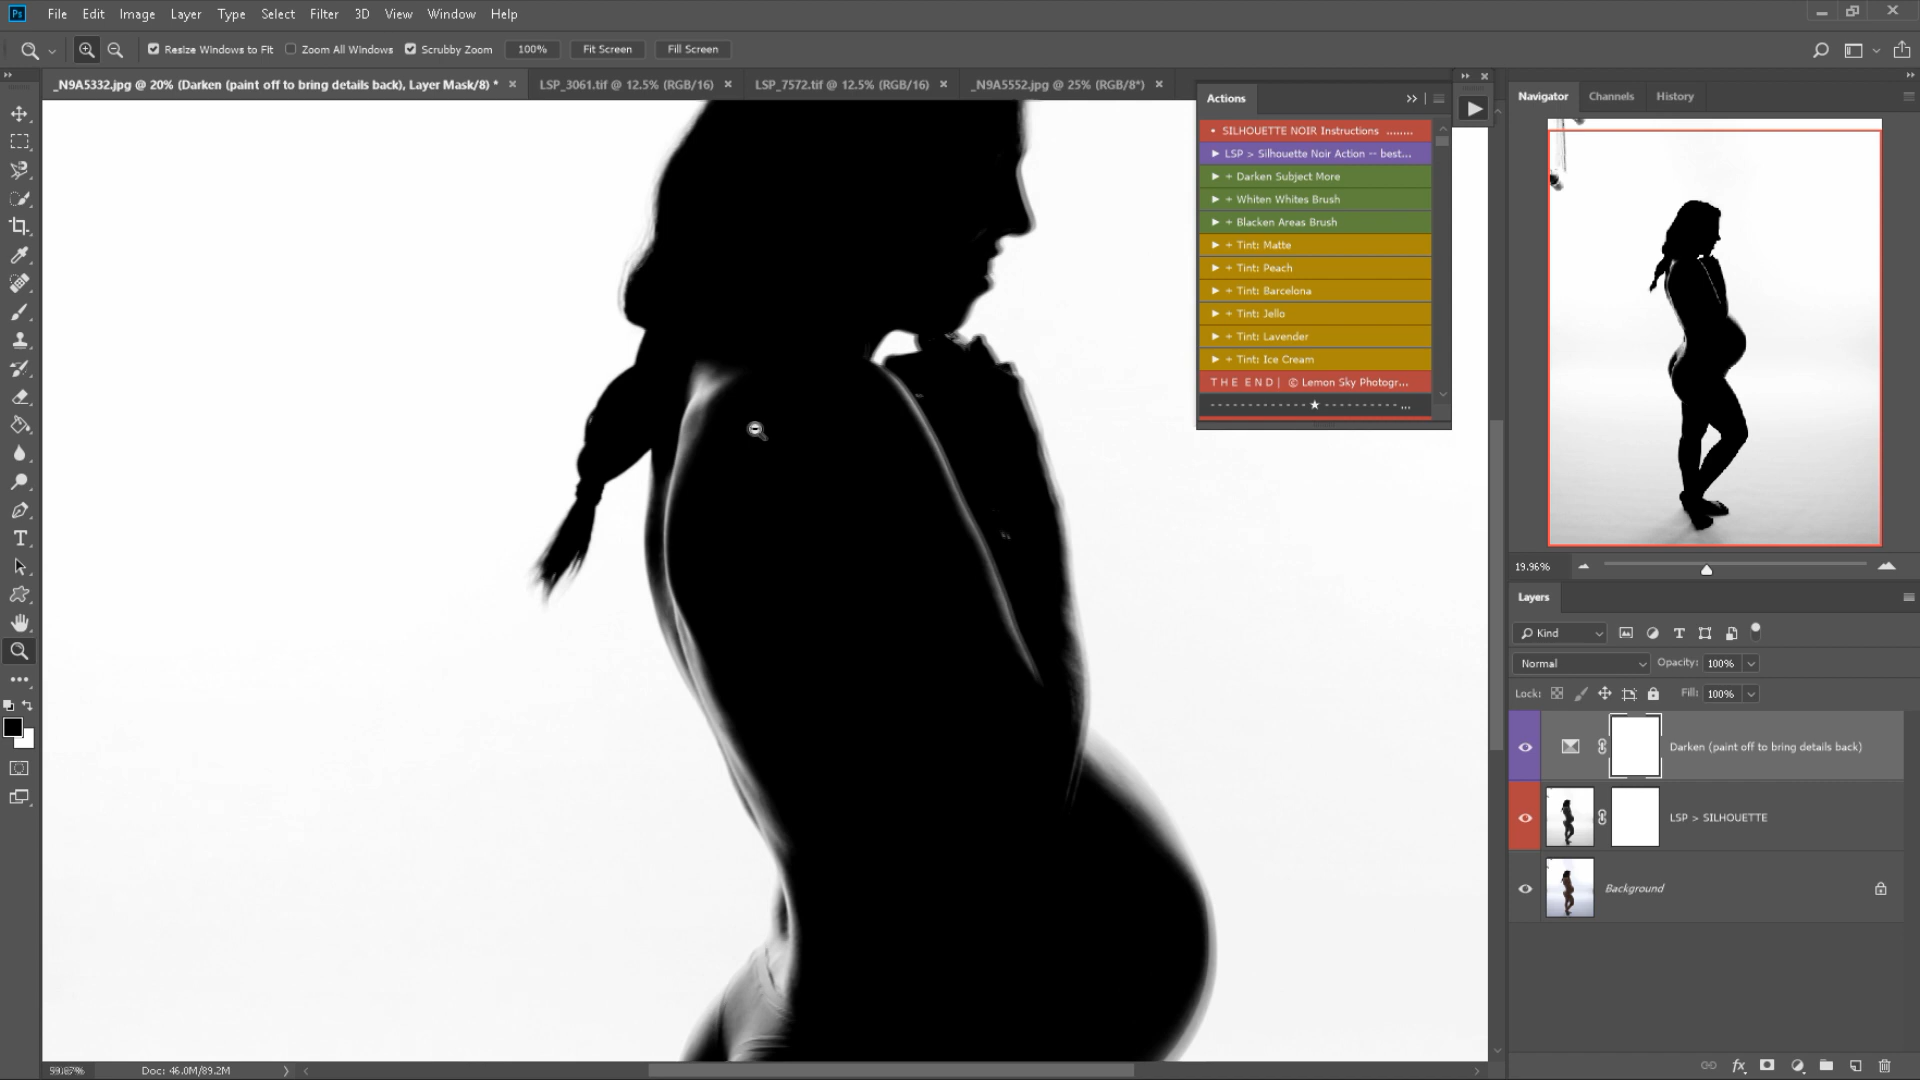 Ps File Edit Image Layer Type Select Filter 3D View Window Help
Resize Windows to Fit Zoom All Windows Scrubby Zoom 100% Fit Screen Fill Screen
_N9A5332.jpg @ 20% (Darken (paint off to bring details back), Layer Mask/8) * × LSP_3061.tif @ 12.5% (RGB/16) × LSP_7572.tif @ 12.5% (RGB/16) × _N9A5552.jpg @ 25% (RGB/8*) ×
Actions
• SILHOUETTE NOIR Instructions ........
LSP > Silhouette Noir Action -- best...
+ Darken Subject More
+ Whiten Whites Brush
+ Blacken Areas Brush
+ Tint: Matte
+ Tint: Peach
+ Tint: Barcelona
+ Tint: Jello
+ Tint: Lavender
+ Tint: Ice Cream
T H E  E N D | © Lemon Sky Photogr...
- - - - - - - - - - - - - ★ - - - - - - - - - - ...
Navigator Channels History
19.96%
Layers
Kind
Normal Opacity: 100%
Lock: Fill: 100%
Darken (paint off to bring details back)
LSP > SILHOUETTE
Background
Doc: 46.0M/89.2M